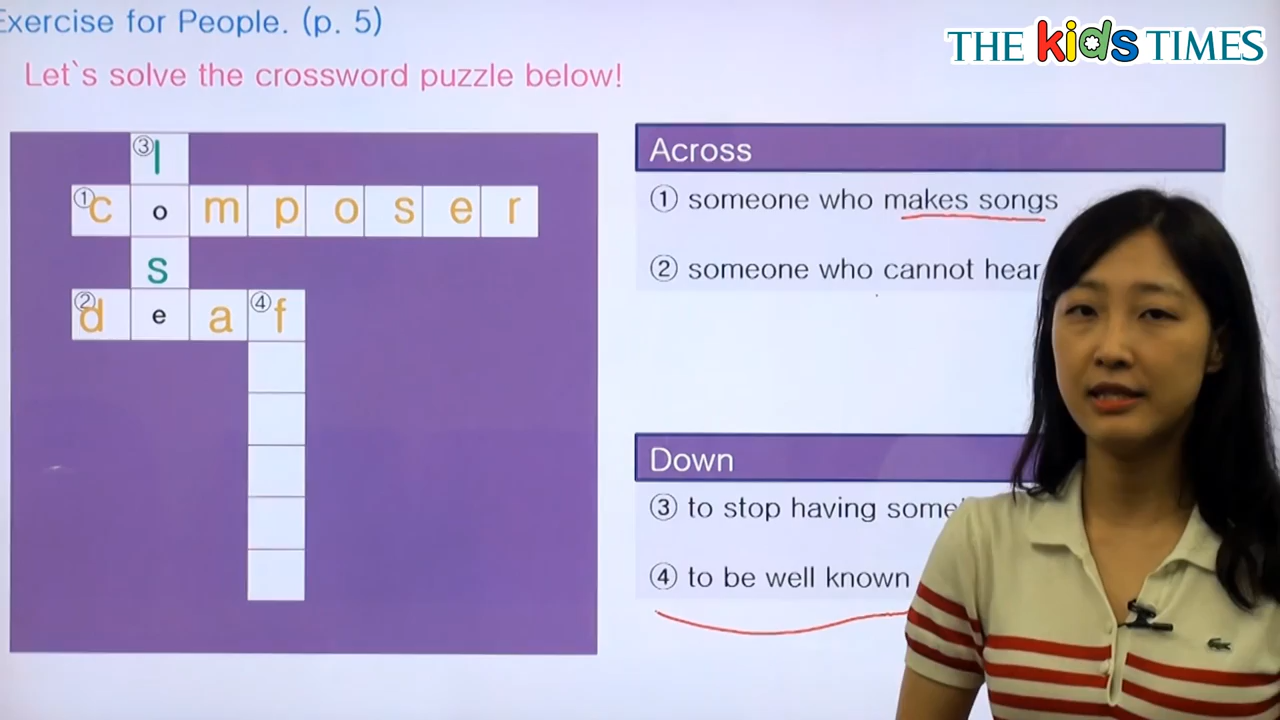 Exercise for People. (p. 5)
THE kids TIMES
Let`s solve the crossword puzzle below!
③ l
① c o m p o s e r
s
② d e a ④ f
Across
① someone who makes songs
② someone who cannot hear
Down
③ to stop having
④ to be well known